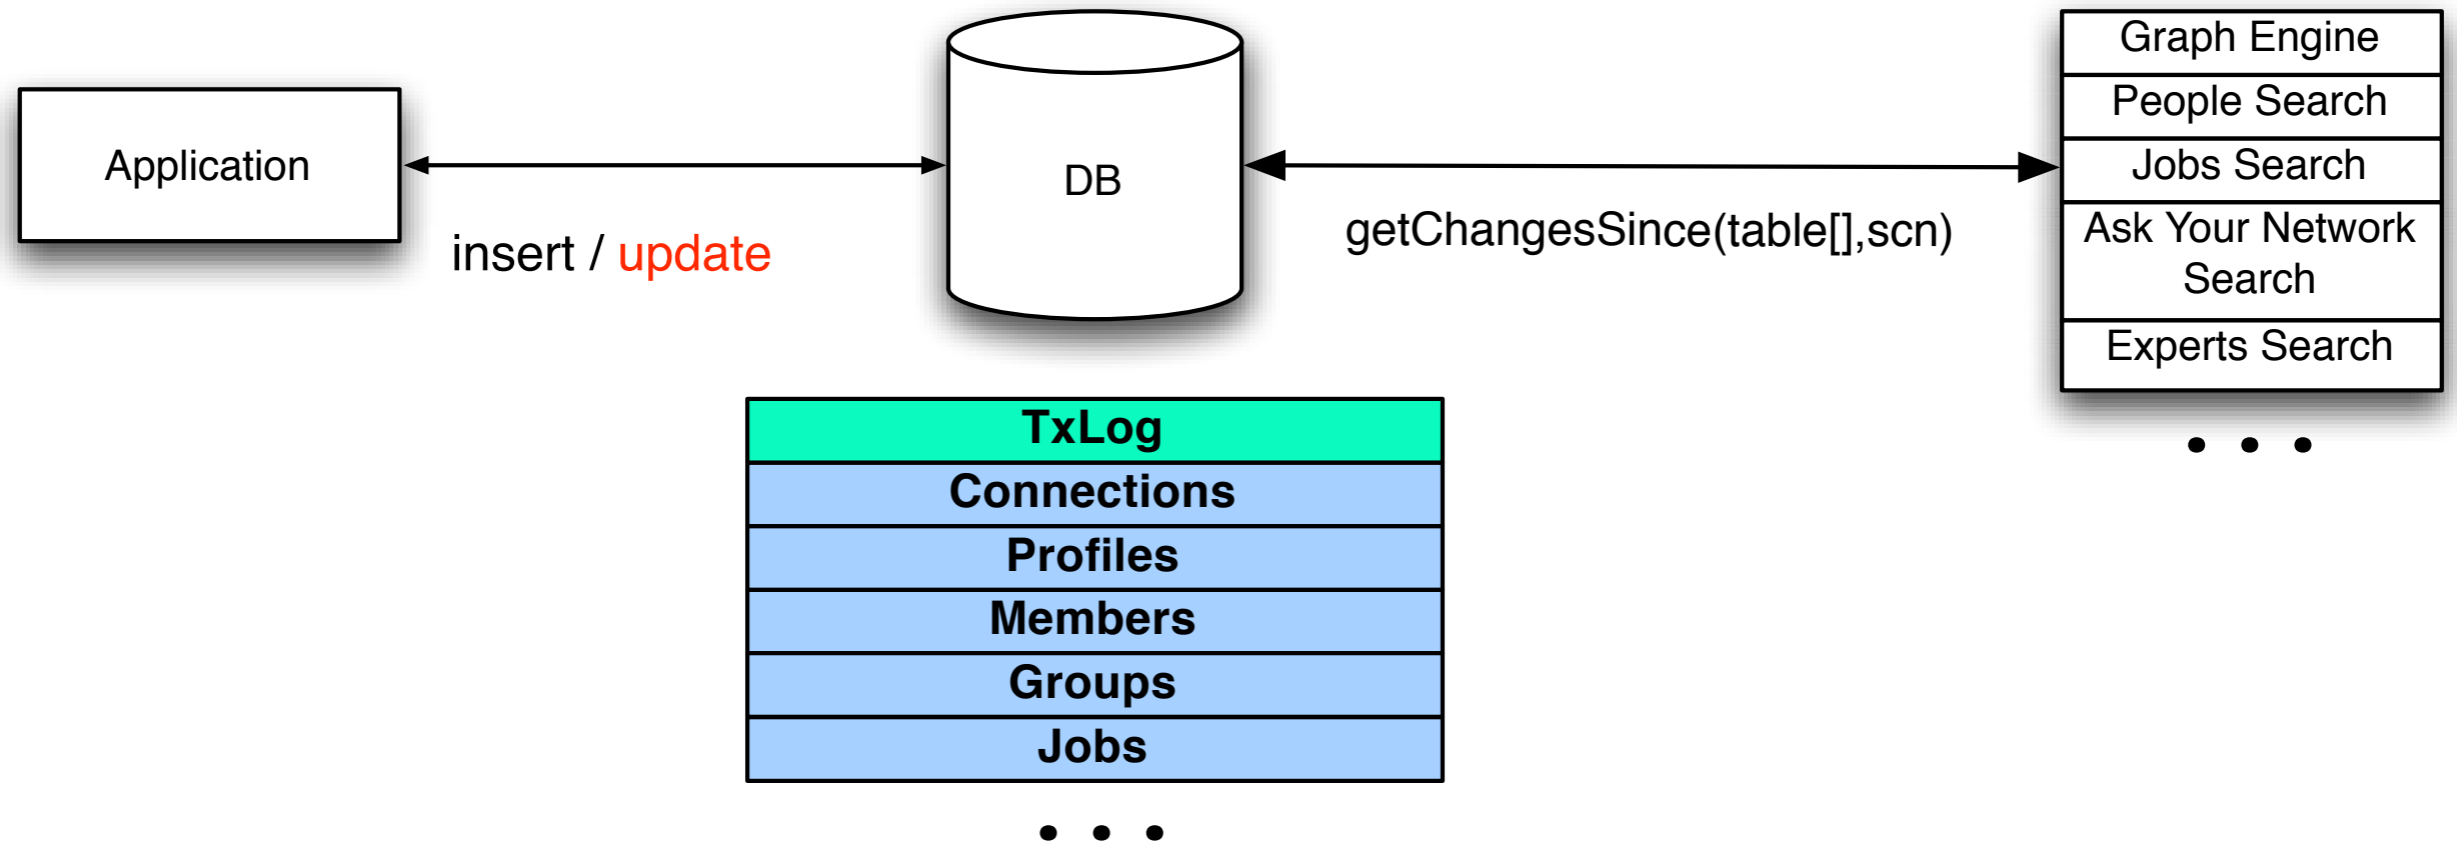 Application
insert / update
DB
getChangesSince(table[],scn)
Graph Engine
People Search
Jobs Search
Ask Your Network
Search
Experts Search
. . .
TxLog
Connections
Profiles
Members
Groups
Jobs
. . .